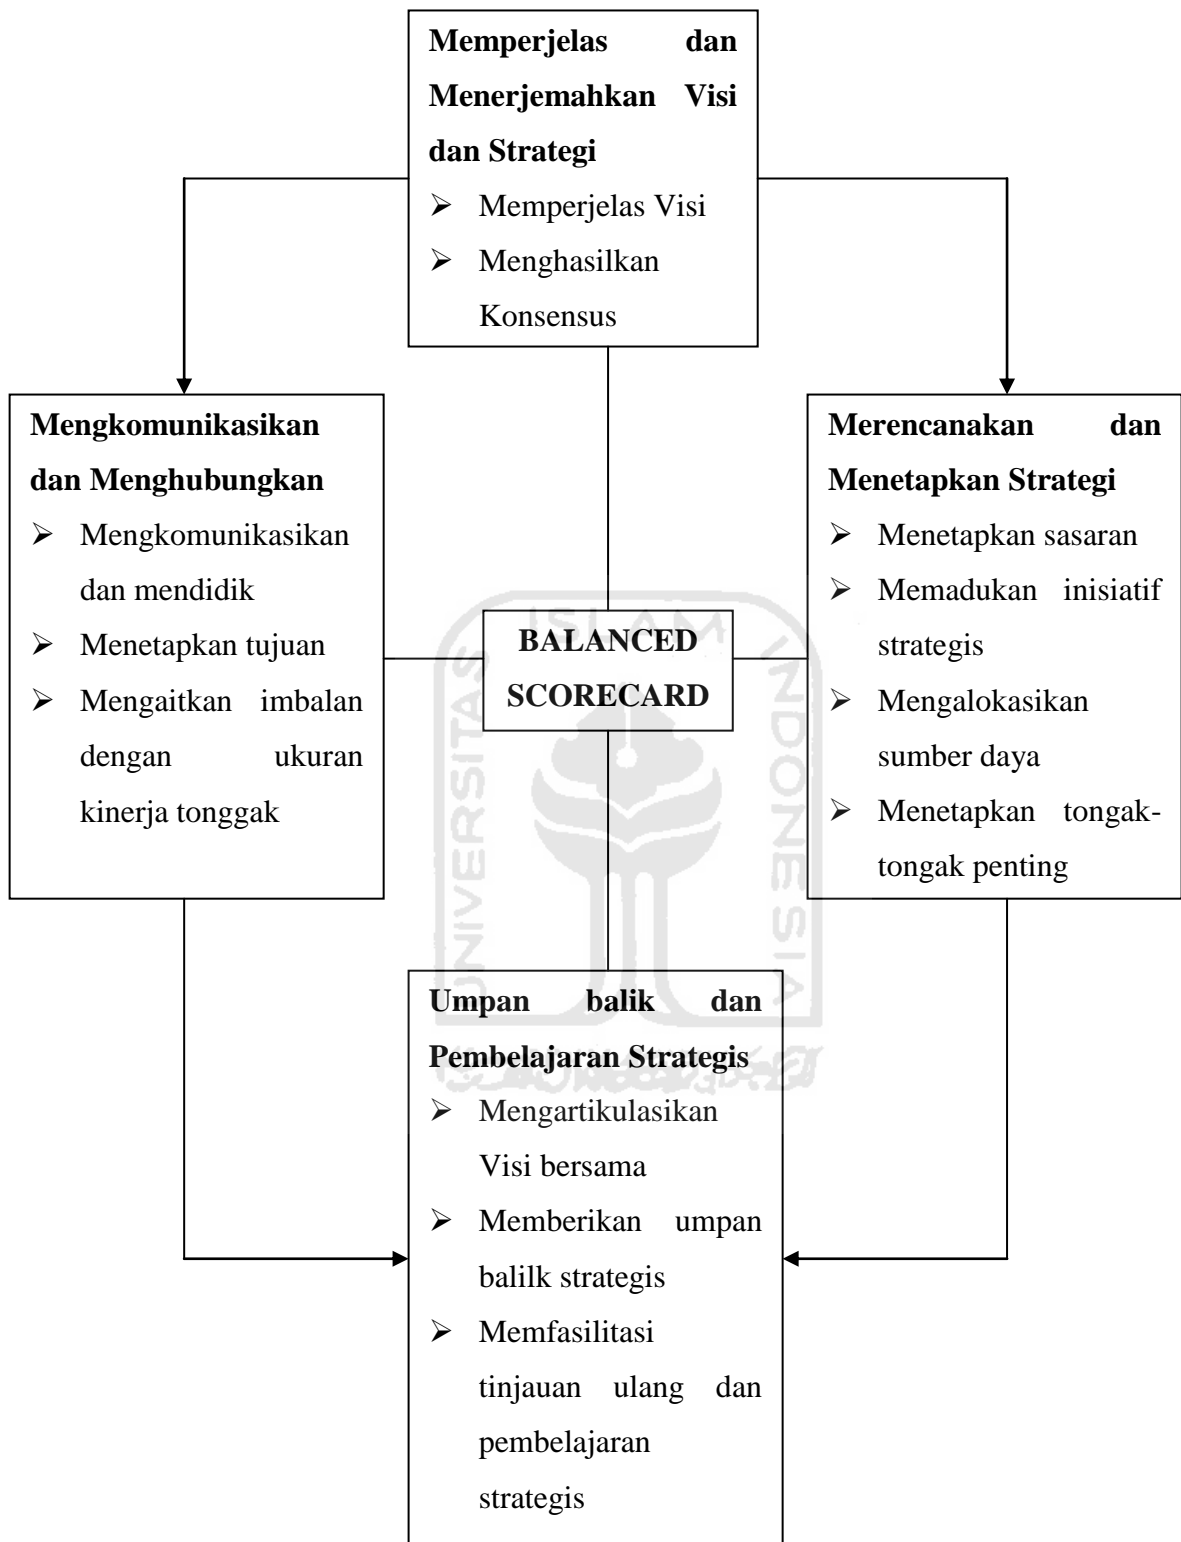 Memperjelas dan
Menerjemahkan Visi
dan Strategi
➢ Memperjelas Visi
➢ Menghasilkan
Konsensus
Mengkomunikasikan
dan Menghubungkan
➢ Mengkomunikasikan
dan mendidik
➢ Menetapkan tujuan
➢ Mengaitkan imbalan
dengan ukuran
kinerja tonggak
Merencanakan dan
Menetapkan Strategi
➢ Menetapkan sasaran
➢ Memadukan inisiatif
strategis
➢ Mengalokasikan
sumber daya
➢ Menetapkan tongak-
tongak penting
BALANCED
SCORECARD
UNIVERSITAS
ISLAM
INDONESIA
Umpan balik dan
Pembelajaran Strategis
➢ Mengartikulasikan
Visi bersama
➢ Memberikan umpan
balilk strategis
➢ Memfasilitasi
tinjauan ulang dan
pembelajaran
strategis